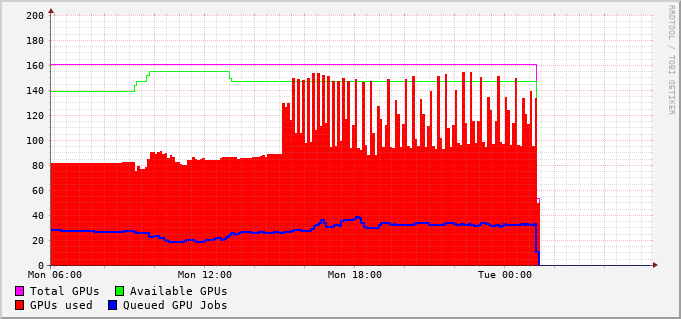 200
180
160
140
120
100
80
60
40
20
0
Mon 06:00 Mon 12:00 Mon 18:00 Tue 00:00
Total GPUs Available GPUs
GPUs used Queued GPU Jobs
RRDTOOL / TOBI OETIKER